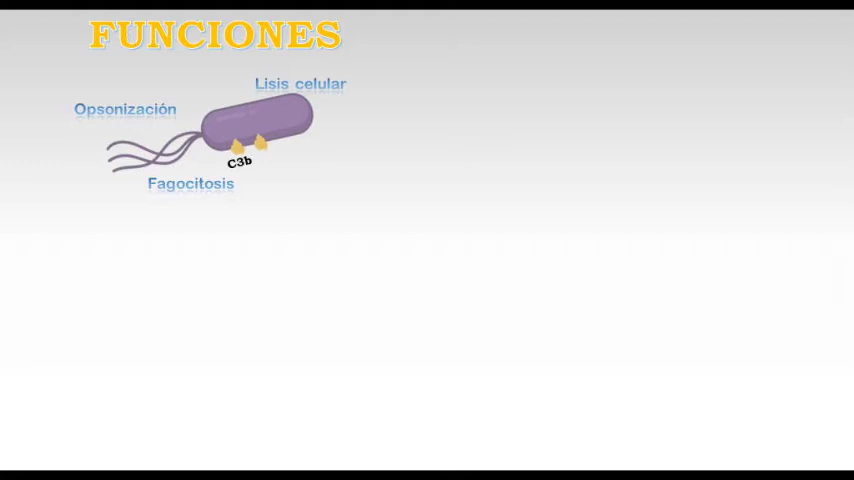 FUNCIONES
Lisis celular
Opsonización
C3b
Fagocitosis